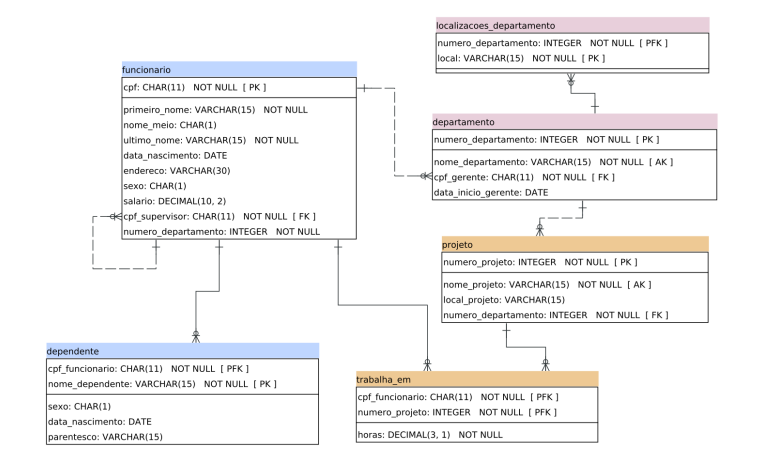 localizacoes_departamento
numero_departamento: INTEGER NOT NULL [ PFK ]
local: VARCHAR(15) NOT NULL [ PK ]
funcionario
cpf: CHAR(11) NOT NULL [ PK ]
primeiro_nome: VARCHAR(15) NOT NULL
nome_meio: CHAR(1)
ultimo_nome: VARCHAR(15) NOT NULL
data_nascimento: DATE
endereco: VARCHAR(30)
sexo: CHAR(1)
salario: DECIMAL(10, 2)
cpf_supervisor: CHAR(11) NOT NULL [ FK ]
numero_departamento: INTEGER NOT NULL
departamento
numero_departamento: INTEGER NOT NULL [ PK ]
nome_departamento: VARCHAR(15) NOT NULL [ AK ]
cpf_gerente: CHAR(11) NOT NULL [ FK ]
data_inicio_gerente: DATE
projeto
numero_projeto: INTEGER NOT NULL [ PK ]
nome_projeto: VARCHAR(15) NOT NULL [ AK ]
local_projeto: VARCHAR(15)
numero_departamento: INTEGER NOT NULL [ FK ]
dependente
cpf_funcionario: CHAR(11) NOT NULL [ PFK ]
nome_dependente: VARCHAR(15) NOT NULL [ PK ]
sexo: CHAR(1)
data_nascimento: DATE
parentesco: VARCHAR(15)
trabalha_em
cpf_funcionario: CHAR(11) NOT NULL [ PFK ]
numero_projeto: INTEGER NOT NULL [ PFK ]
horas: DECIMAL(3, 1) NOT NULL